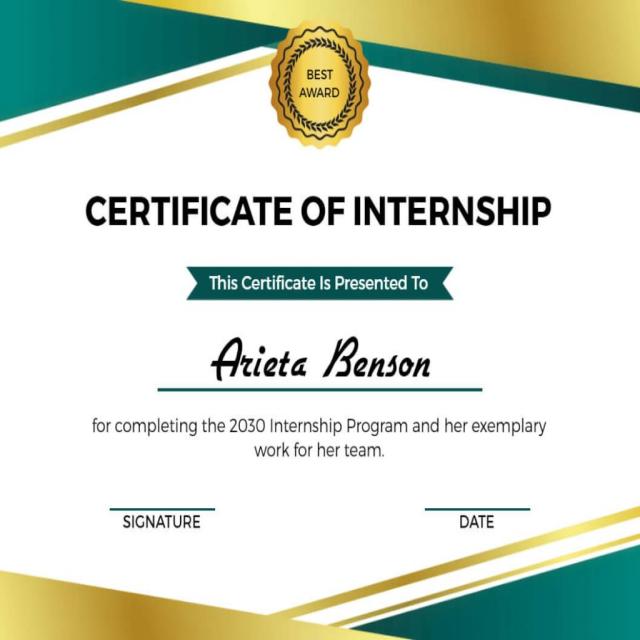 BEST
AWARD
CERTIFICATE OF INTERNSHIP
This Certificate Is Presented To
Arieta Benson
for completing the 2030 Internship Program and her exemplary
work for her team.
SIGNATURE
DATE